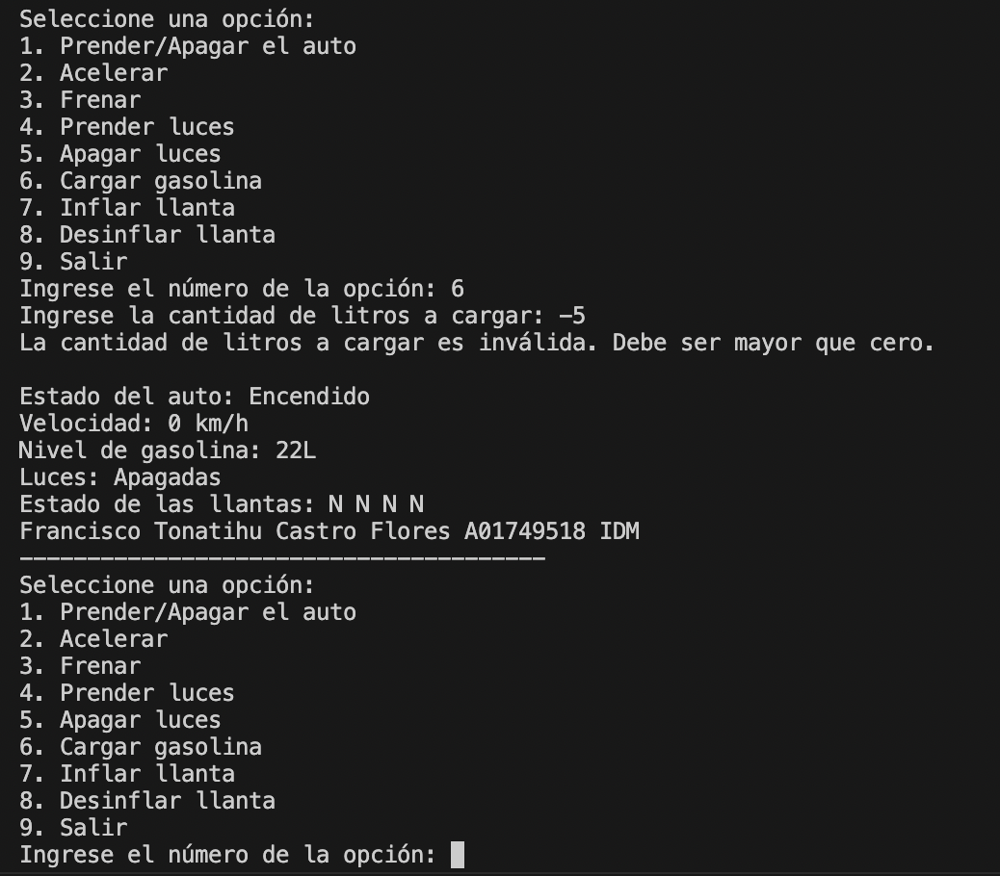 Seleccione una opción:
1. Prender/Apagar el auto
2. Acelerar
3. Frenar
4. Prender luces
5. Apagar luces
6. Cargar gasolina
7. Inflar llanta
8. Desinflar llanta
9. Salir
Ingrese el número de la opción: 6
Ingrese la cantidad de litros a cargar: -5
La cantidad de litros a cargar es inválida. Debe ser mayor que cero.

Estado del auto: Encendido
Velocidad: 0 km/h
Nivel de gasolina: 22L
Luces: Apagadas
Estado de las llantas: N N N N
Francisco Tonatihu Castro Flores A01749518 IDM
---------------------------------------
Seleccione una opción:
1. Prender/Apagar el auto
2. Acelerar
3. Frenar
4. Prender luces
5. Apagar luces
6. Cargar gasolina
7. Inflar llanta
8. Desinflar llanta
9. Salir
Ingrese el número de la opción: